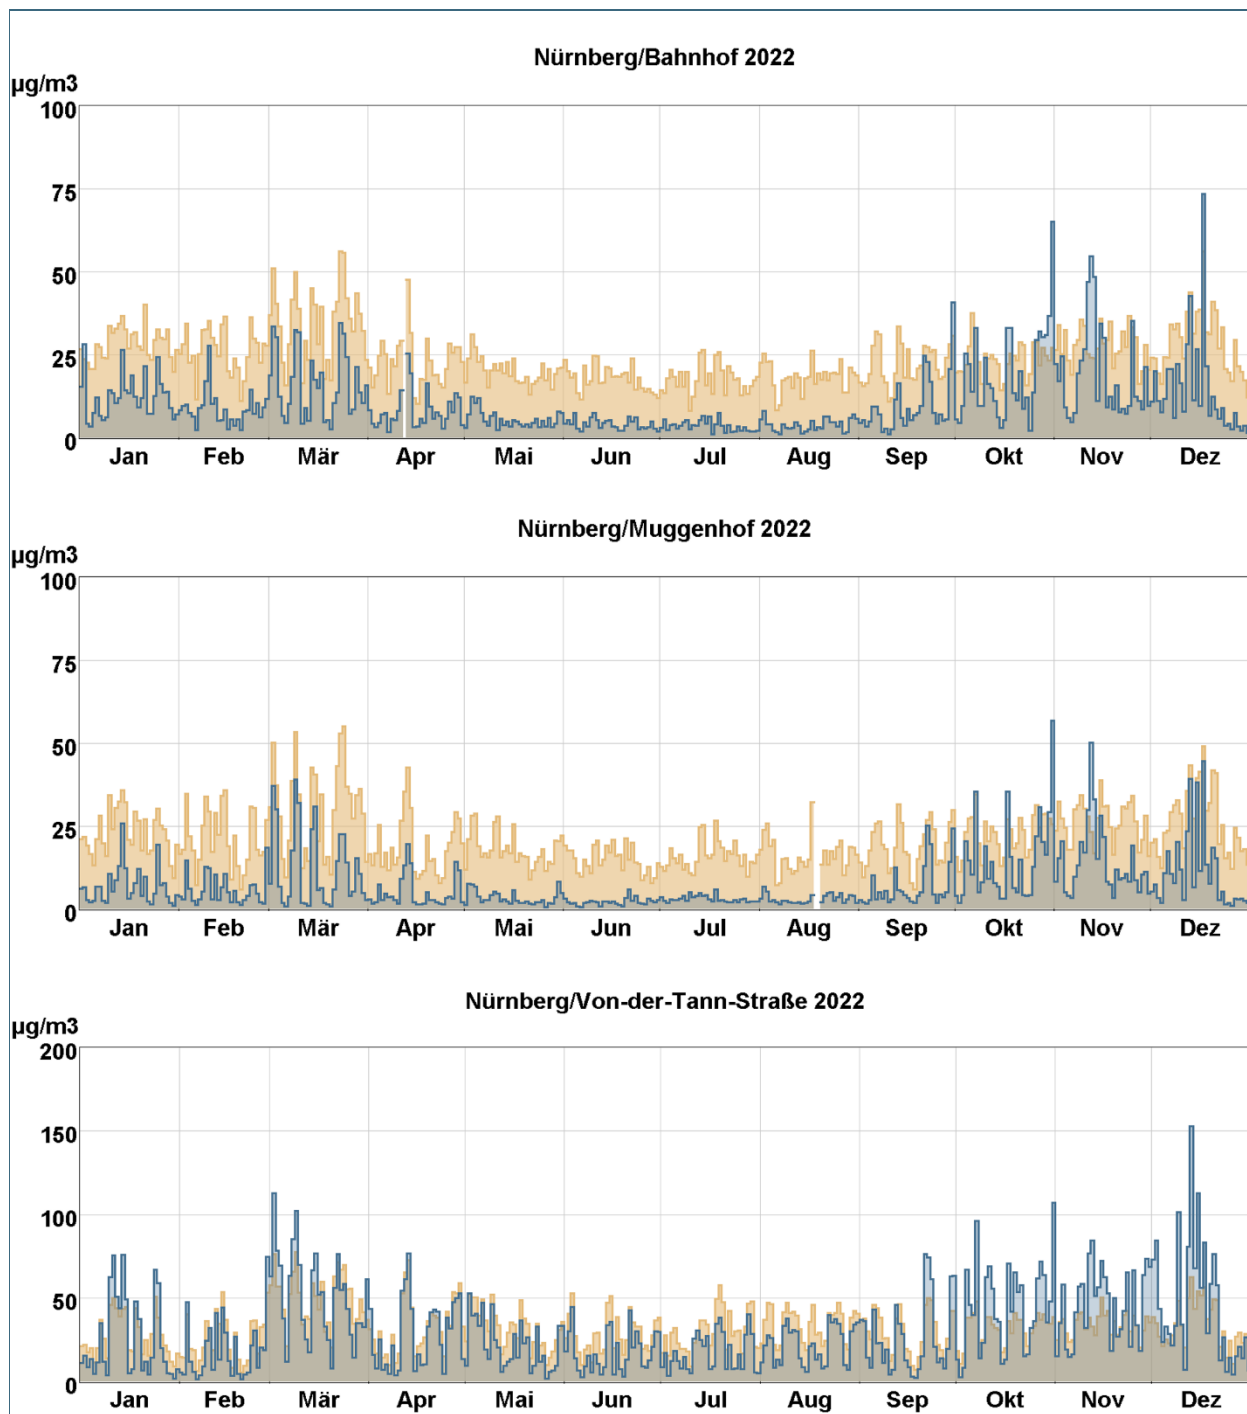 Nürnberg/Bahnhof 2022
µg/m3
100
75
50
25
0
Jan Feb Mär Apr Mai Jun Jul Aug Sep Okt Nov Dez
Nürnberg/Muggenhof 2022
µg/m3
100
75
50
25
0
Jan Feb Mär Apr Mai Jun Jul Aug Sep Okt Nov Dez
Nürnberg/Von-der-Tann-Straße 2022
µg/m3
200
150
100
50
0
Jan Feb Mär Apr Mai Jun Jul Aug Sep Okt Nov Dez